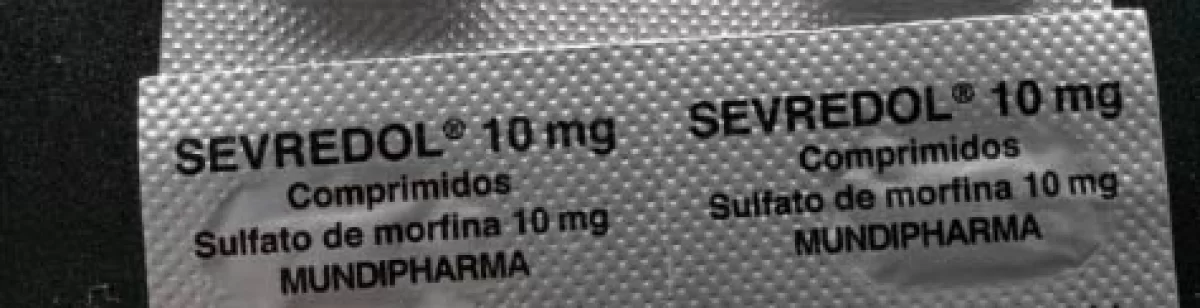 SEVREDOL® 10 mg
Comprimidos
Sulfato de morfina 10 mg
MUNDIPHARMA
SEVREDOL® 10 mg
Comprimidos
Sulfato de morfina 10 mg
MUNDIPHARMA